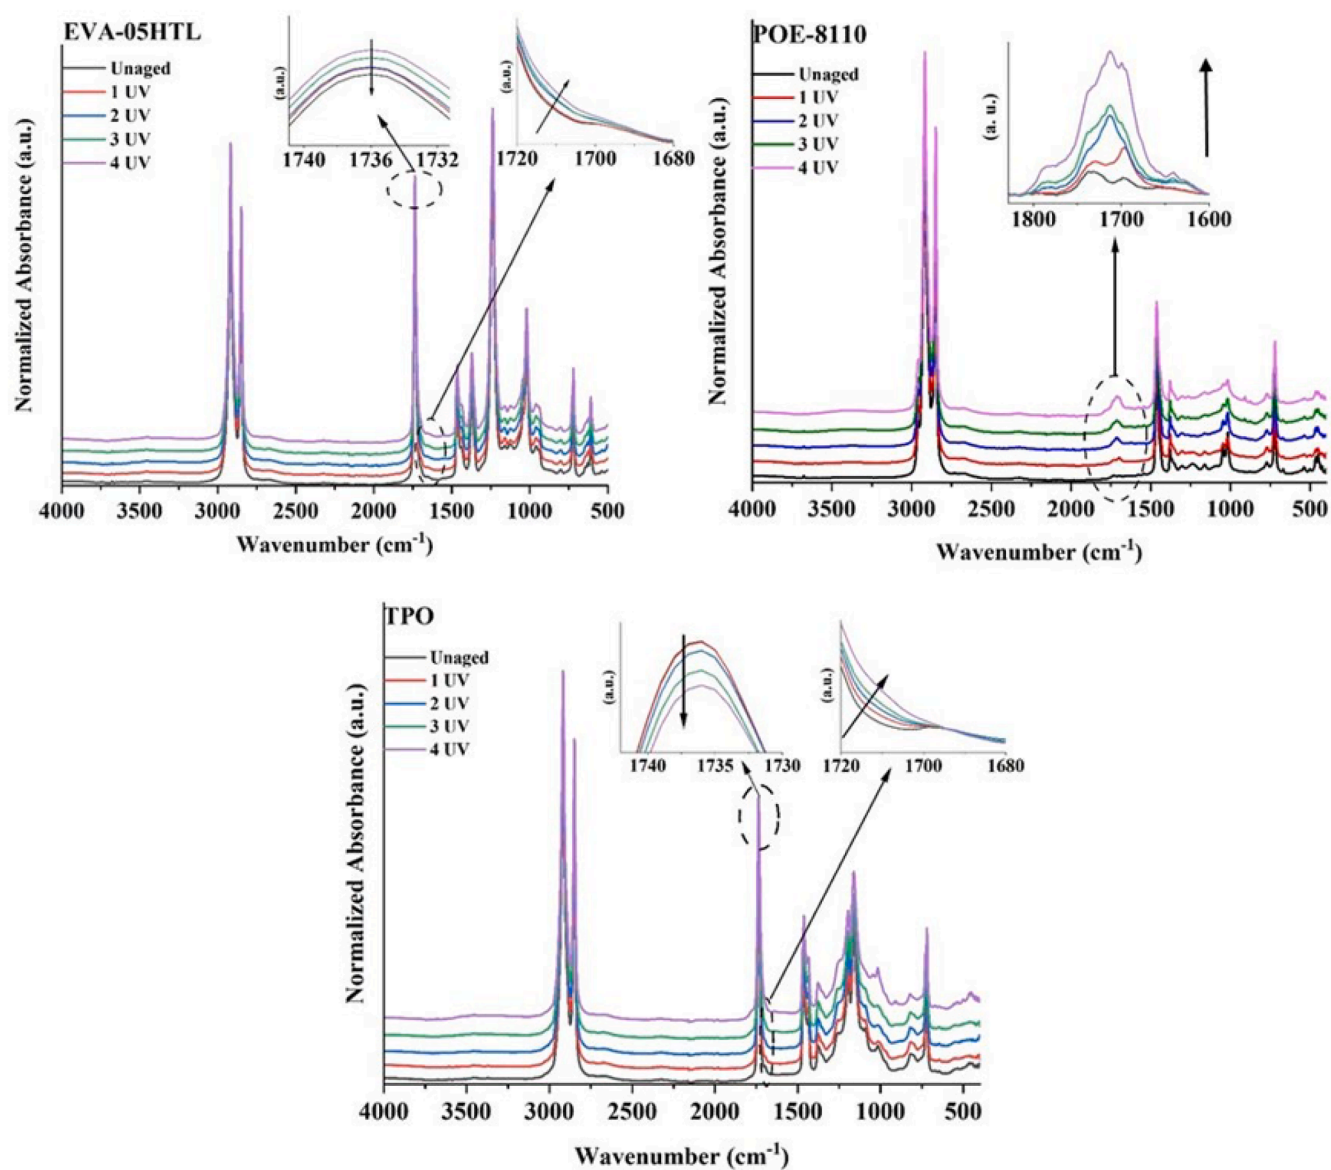 EVA-05HTL
Unaged
1 UV
2 UV
3 UV
4 UV
(a.u.)
1740 1736 1732
(a.u.)
1720 1700 1680
Normalized Absorbance (a.u.)
4000 3500 3000 2500 2000 1500 1000 500
Wavenumber (cm⁻¹)
POE-8110
Unaged
1 UV
2 UV
3 UV
4 UV
(a. u.)
1800 1700 1600
Normalized Absorbance (a.u.)
4000 3500 3000 2500 2000 1500 1000 500
Wavenumber (cm⁻¹)
TPO
Unaged
1 UV
2 UV
3 UV
4 UV
(a.u.)
1740 1735 1730
(a.u.)
1720 1700 1680
Normalized Absorbance (a.u.)
4000 3500 3000 2500 2000 1500 1000 500
Wavenumber (cm⁻¹)